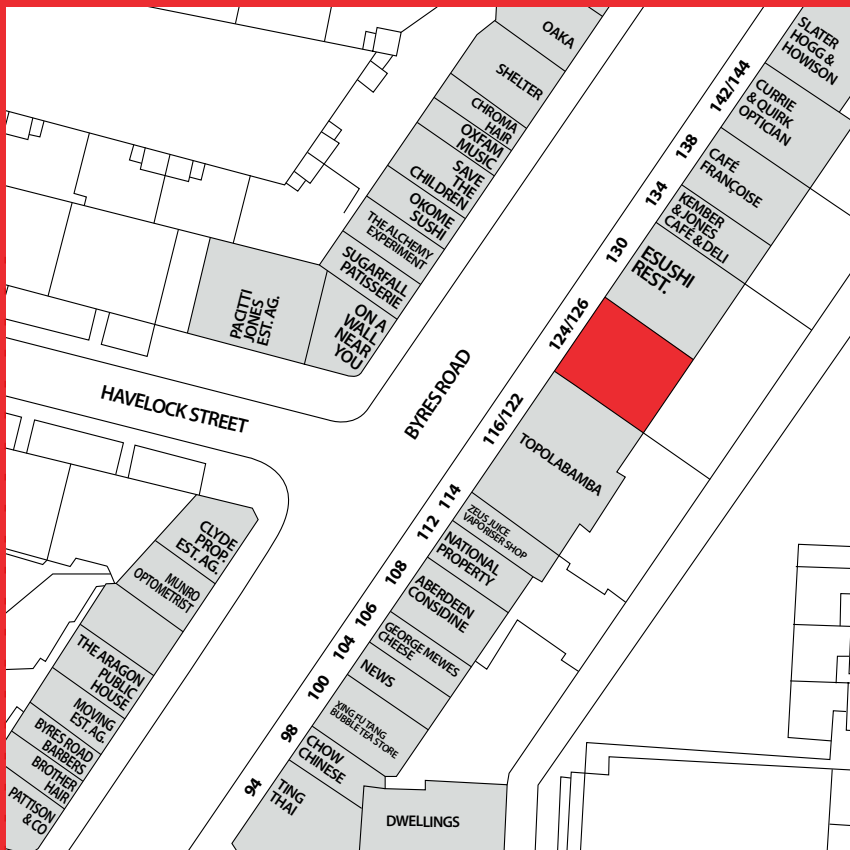 OAKA
SHELTER
CHROMA
HAIR
OXFAM
MUSIC
SAVE
THE
CHILDREN
OKOME
SUSHI
THE ALCHEMY
EXPERIMENT
SUGARFALL
PATISSERIE
ON A
WALL
NEAR
YOU
PACITTI
JONES
EST. AG.
HAVELOCK STREET
BYRES ROAD
SLATER
HOGG &
HOWISON
CURRIE
& QUIRK
OPTICIAN
CAFÉ
FRANÇOISE
KEMBER
& JONES
CAFÉ & DELI
ESUSHI
REST.
TOPOLABAMBA
ZEUS JUICE
VAPORISER SHOP
NATIONAL
PROPERTY
ABERDEEN
CONSIDINE
GEORGE MEWES
CHEESE
NEWS
XING FU TANG
BUBBLE TEA STORE
CHOW
CHINESE
TING
THAI
DWELLINGS
142/144
138
134
130
124/126
116/122
114
112
108
106
104
100
98
94
CLYDE
PROP.
EST. AG.
MUNRO
OPTOMETRIST
THE ARAGON
PUBLIC
HOUSE
MOVING
EST. AG.
BYRES ROAD
BARBERS
BROTHER
HAIR
PATTISON
& CO